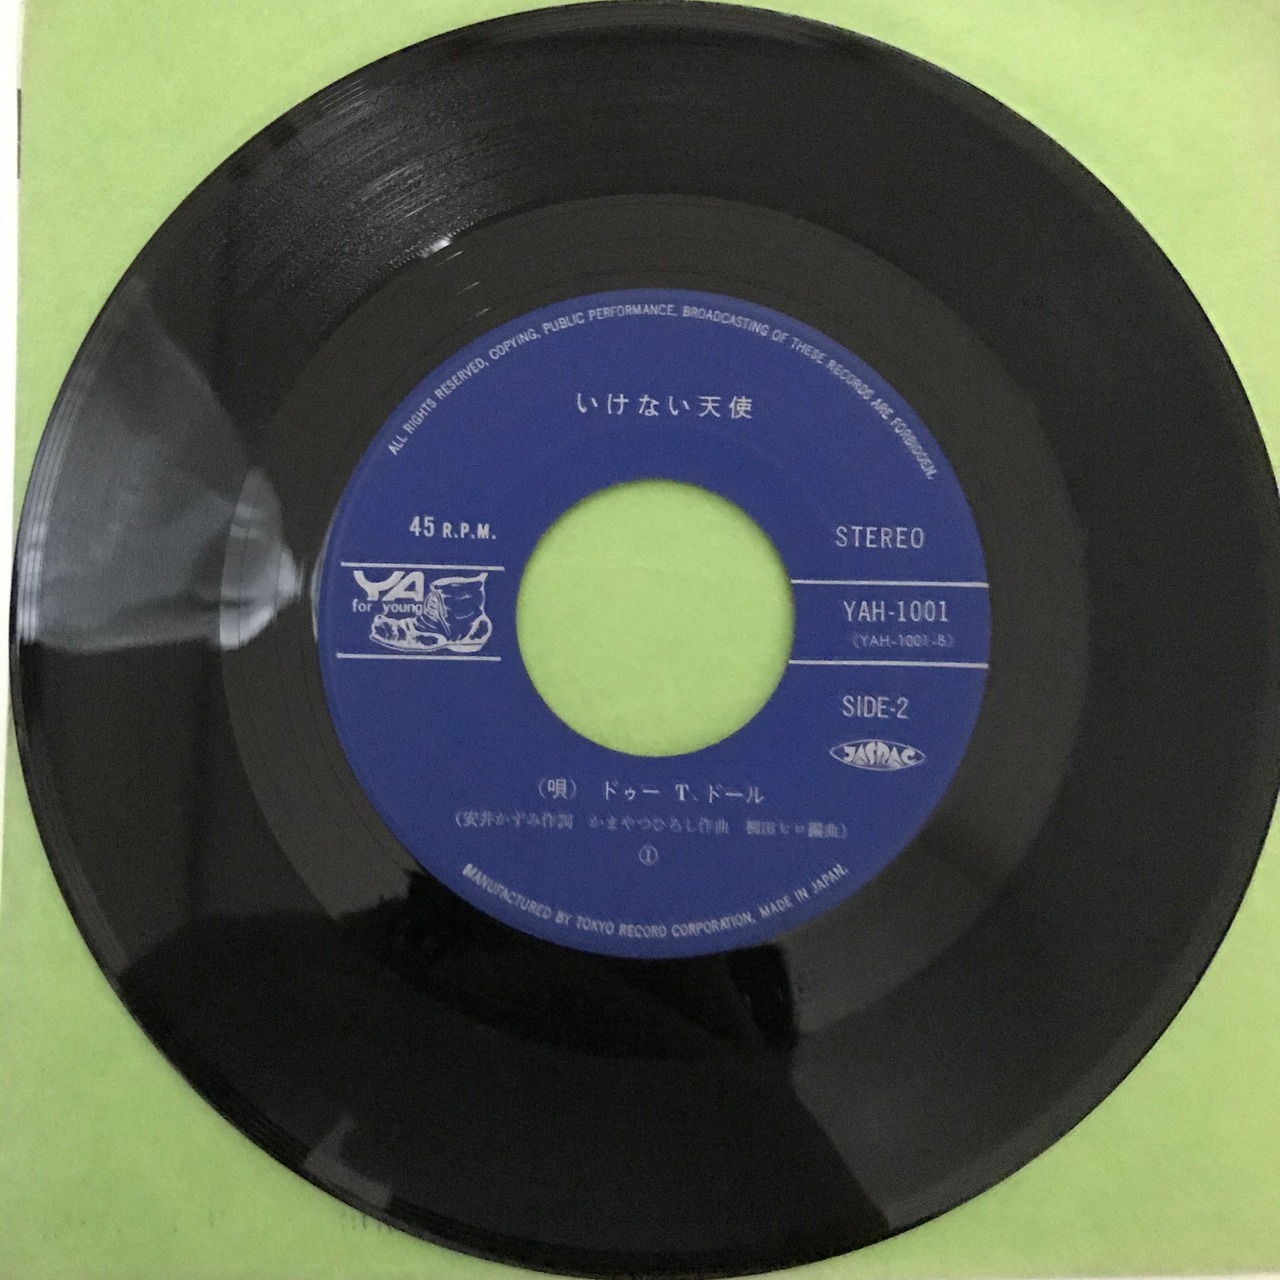 ALL RIGHTS RESERVED, COPYING, PUBLIC PERFORMANCE, BROADCASTING OF THESE RECORDS ARE FORBIDDEN.
いけない天使
45 R.P.M.
STEREO
YA
for young
YAH-1001
(YAH-1001-B)
SIDE-2
JASRAC
(唄) ドゥー T.ドール
(安井かずみ作詞 かまやつひろし作曲 柳田ヒロ編曲)
①
MANUFACTURED BY TOKYO RECORD CORPORATION, MADE IN JAPAN.